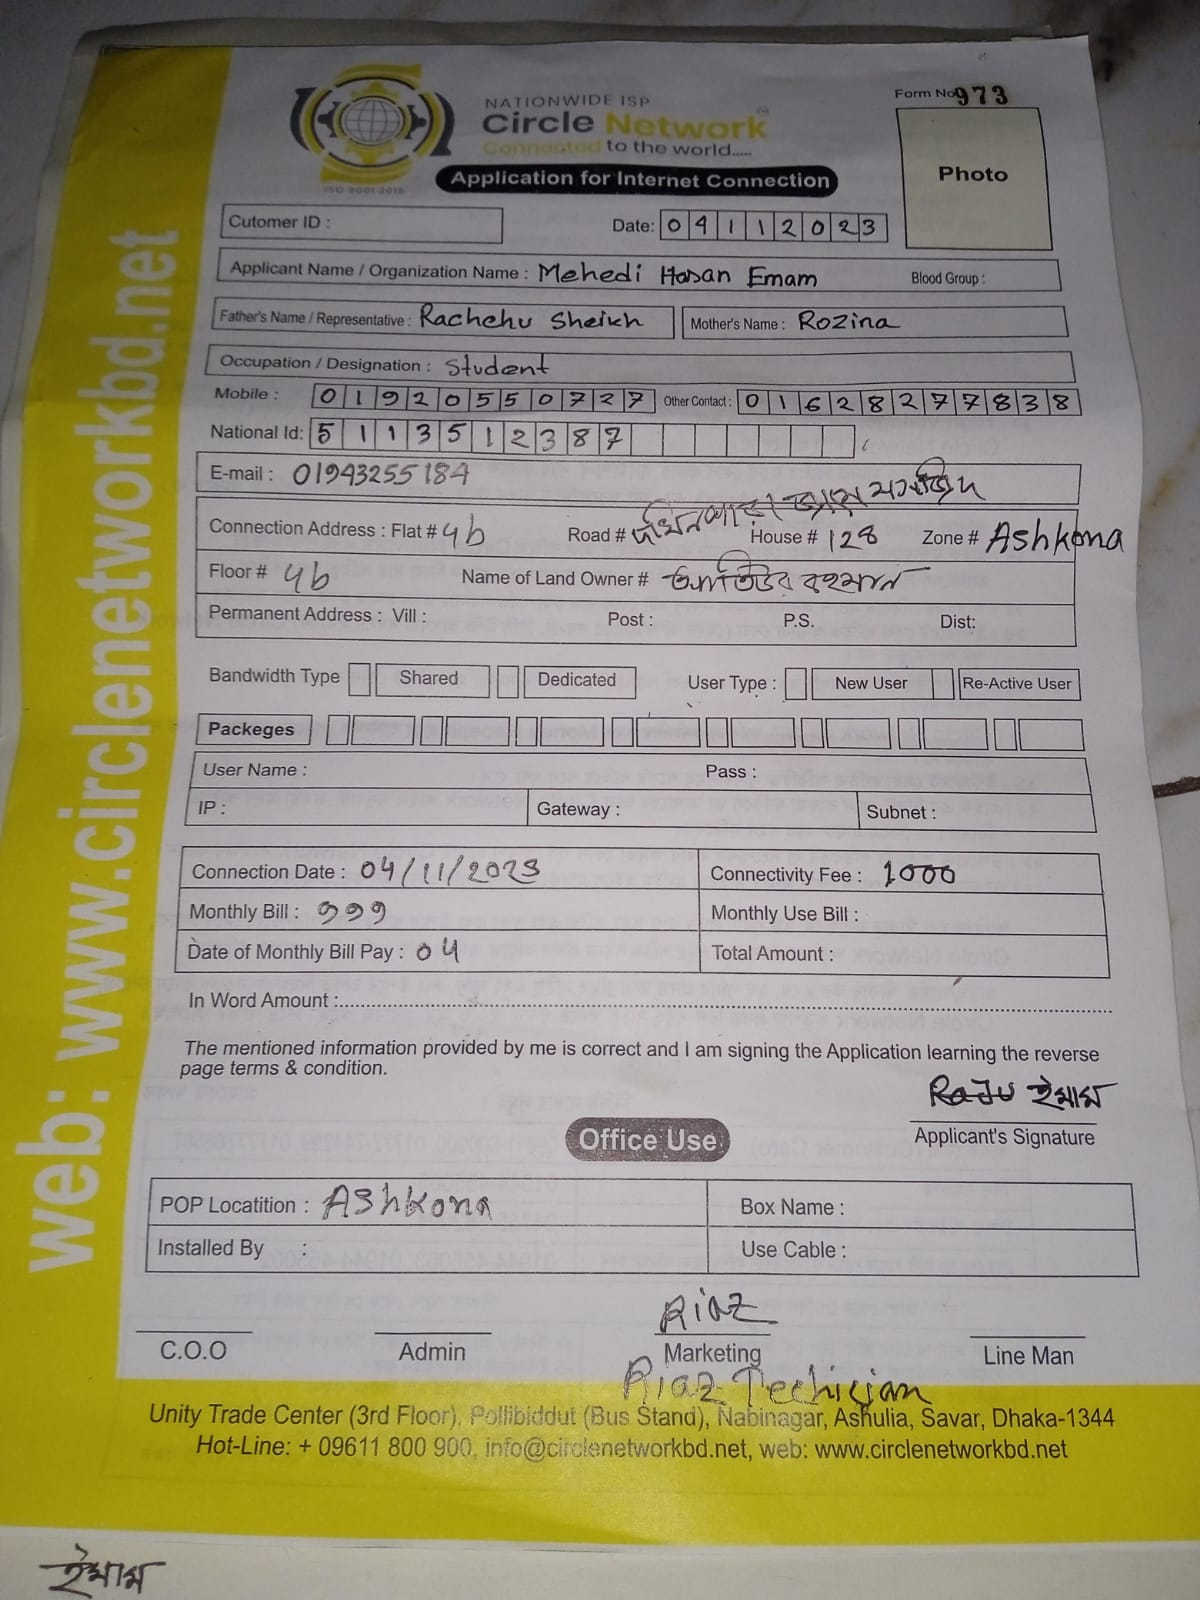 NATIONWIDE ISP
Circle Network™
Connected to the world.....
ISO 9001:2015
Form No 973
Photo
Application for Internet Connection
Cutomer ID :
Date: 04112023
Applicant Name / Organization Name : Mehedi Hasan Emam Blood Group :
Father's Name / Representative : Rachehu Sheikh Mother's Name : Rozina
Occupation / Designation : Student
Mobile : 01920550727 Other Contact : 01628277838
National Id: 5113512387
E-mail : 01943255184
Connection Address : Flat # 4b Road # House # 128 Zone # Ashkona
Floor # 4b Name of Land Owner # রহমান
Permanent Address : Vill : Post : P.S. Dist:
Bandwidth Type Shared Dedicated User Type : New User Re-Active User
Packeges
User Name : Pass :
IP : Gateway : Subnet :
Connection Date : 04/11/2023 Connectivity Fee : 1000
Monthly Bill : 999 Monthly Use Bill :
Date of Monthly Bill Pay : 04 Total Amount :
In Word Amount :
The mentioned information provided by me is correct and I am signing the Application learning the reverse
page terms & condition.
RaJu ইমাম
Applicant's Signature
Office Use
POP Locatition : Ashkona Box Name :
Installed By : Use Cable :
Riaz
C.O.O Admin Marketing Line Man
Riaz Techician
Unity Trade Center (3rd Floor), Pollibiddut (Bus Stand), Nabinagar, Ashulia, Savar, Dhaka-1344
Hot-Line: + 09611 800 900, info@circlenetworkbd.net, web: www.circlenetworkbd.net
web: www.circlenetworkbd.net
ইমাম